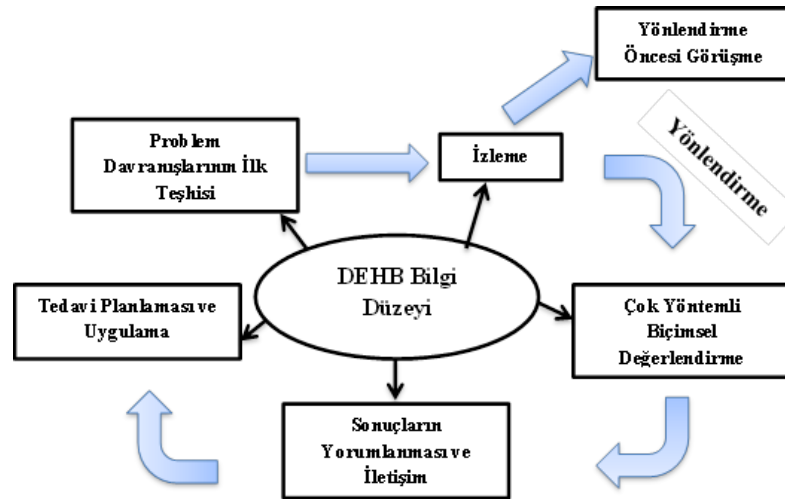 Yönlendirme
Öncesi Görüşme
Yönlendirme
Problem
Davranışlarının İlk
Teşhisi
İzleme
DEHB Bilgi
Düzeyi
Tedavi Planlaması ve
Uygulama
Çok Yöntemli
Biçimsel
Değerlendirme
Sonuçların
Yorumlanması ve
İletişim